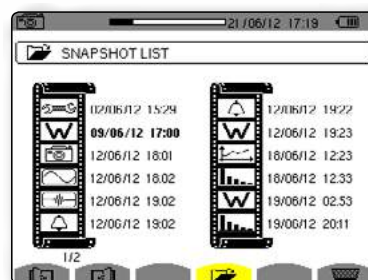 21/06/12 17:19
SNAPSHOT LIST
02/06/12 15:29
W 09/06/12 17:00
12/06/12 18:01
12/06/12 18:02
12/06/12 19:02
12/06/12 19:02
12/06/12 19:22
W 12/06/12 19:23
18/06/12 12:23
18/06/12 12:33
W 19/06/12 02:53
19/06/12 20:11
1/2